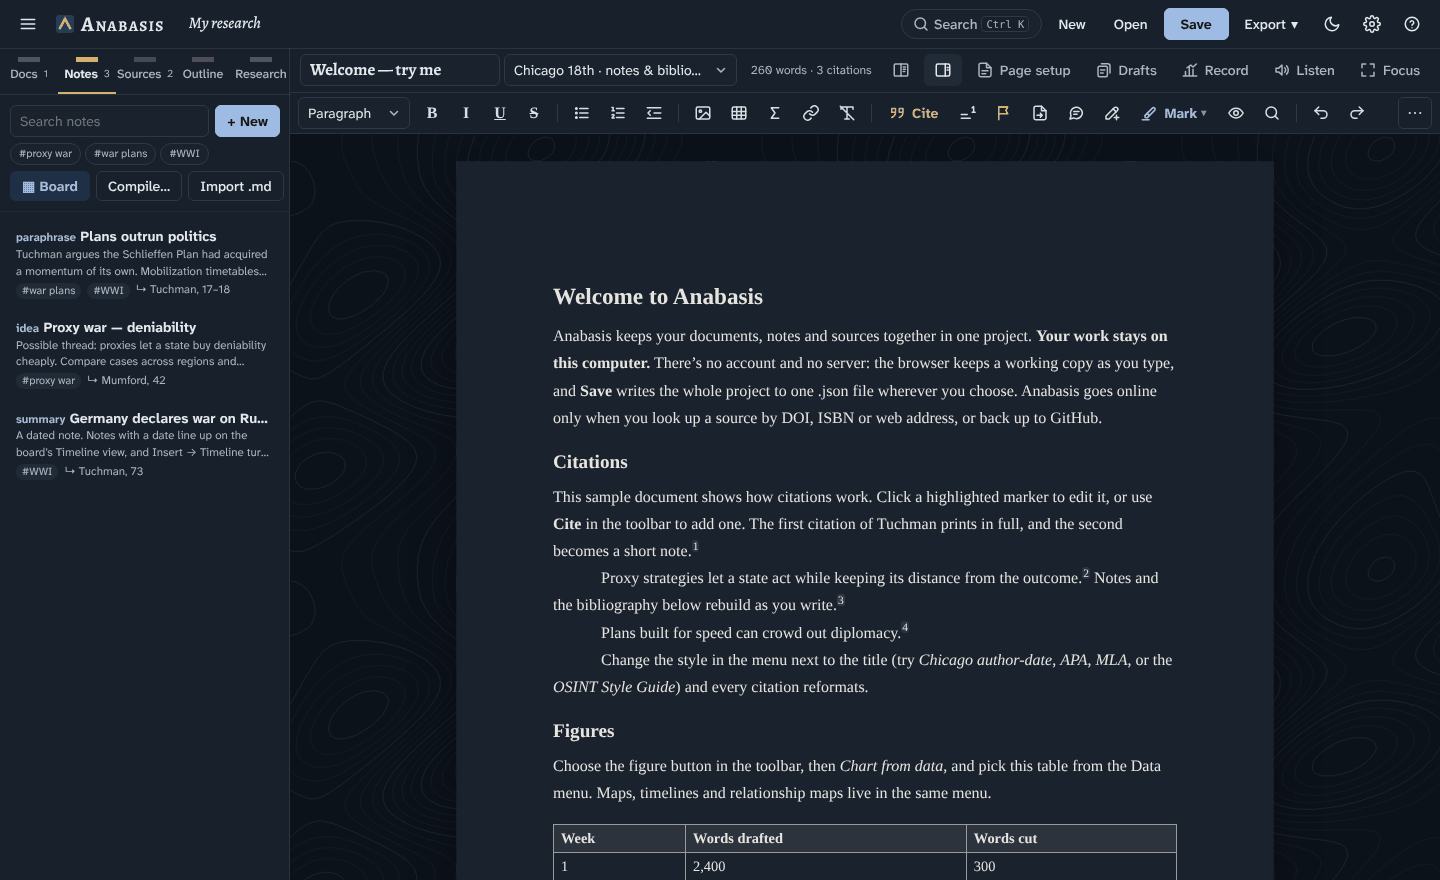 Anabasis
My research
Search Ctrl K
New
Open
Save
Export ▾
Docs 1
Notes 3
Sources 2
Outline
Research
Welcome — try me
Chicago 18th · notes & biblio...
260 words · 3 citations
Page setup
Drafts
Record
Listen
Focus
Search notes
+ New
Paragraph
B
I
U
S
Σ
Cite
Mark ▾
#proxy war
#war plans
#WWI
Board
Compile...
Import .md
paraphrase Plans outrun politics
Tuchman argues the Schlieffen Plan had acquired
a momentum of its own. Mobilization timetables...
#war plans #WWI ↳ Tuchman, 17–18
idea Proxy war — deniability
Possible thread: proxies let a state buy deniability
cheaply. Compare cases across regions and...
#proxy war ↳ Mumford, 42
summary Germany declares war on Ru...
A dated note. Notes with a date line up on the
board's Timeline view, and Insert → Timeline tur...
#WWI ↳ Tuchman, 73
Welcome to Anabasis
Anabasis keeps your documents, notes and sources together in one project. Your work stays on
this computer. There’s no account and no server: the browser keeps a working copy as you type,
and Save writes the whole project to one .json file wherever you choose. Anabasis goes online
only when you look up a source by DOI, ISBN or web address, or back up to GitHub.
Citations
This sample document shows how citations work. Click a highlighted marker to edit it, or use
Cite in the toolbar to add one. The first citation of Tuchman prints in full, and the second
becomes a short note.1
Proxy strategies let a state act while keeping its distance from the outcome.2 Notes and
the bibliography below rebuild as you write.3
Plans built for speed can crowd out diplomacy.4
Change the style in the menu next to the title (try Chicago author-date, APA, MLA, or the
OSINT Style Guide) and every citation reformats.
Figures
Choose the figure button in the toolbar, then Chart from data, and pick this table from the Data
menu. Maps, timelines and relationship maps live in the same menu.
Week Words drafted Words cut
1 2,400 300